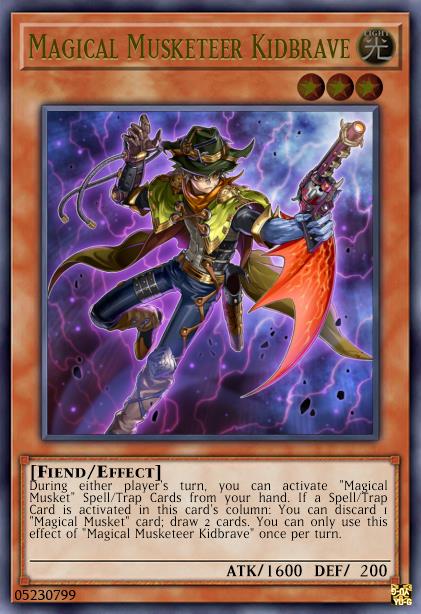 Magical Musketeer Kidbrave
LIGHT
光
[Fiend/Effect]
During either player's turn, you can activate "Magical
Musket" Spell/Trap Cards from your hand. If a Spell/Trap
Card is activated in this card's column: You can discard 1
"Magical Musket" card; draw 2 cards. You can only use this
effect of "Magical Musketeer Kidbrave" once per turn.
ATK/1600 DEF/ 200
05230799